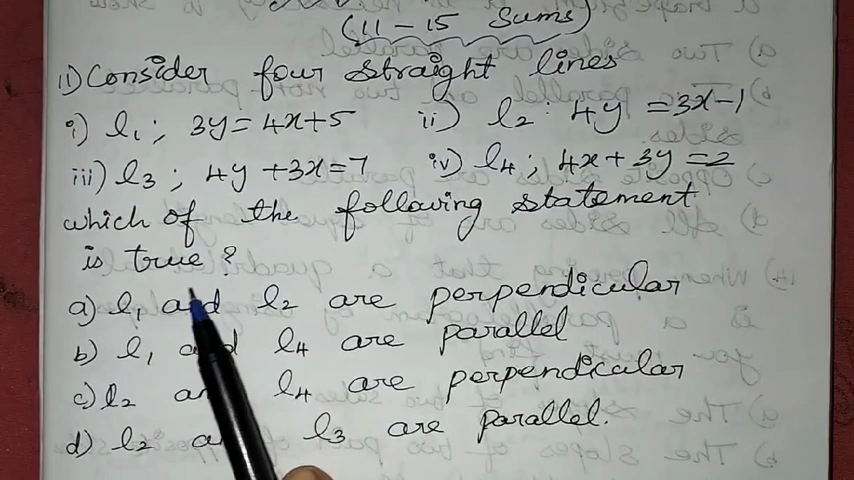 (11-15 Sums)
11) Consider four straight lines
i) l₁; 3y=4x+5 ii) l₂: 4y =3x-1
iii) l₃; 4y +3x=7 iv) l₄; 4x+3y=2
which of the following statement
is true?
a) l₁ and l₂ are perpendicular
b) l₁ and l₄ are parallel
c) l₂ l₄ are perpendicular
d) l₂ l₃ are parallel.